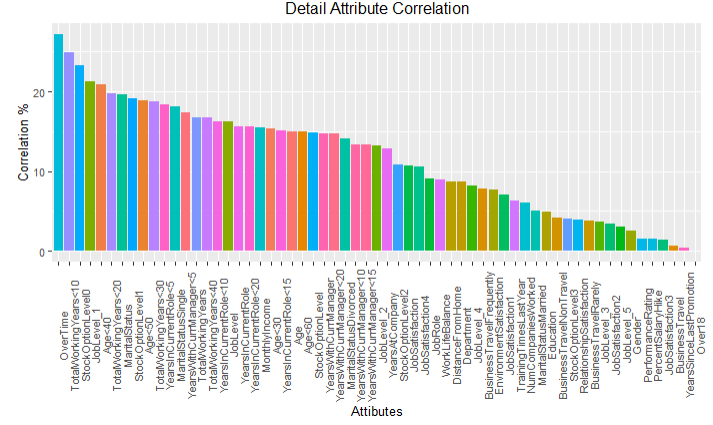 Detail Attribute Correlation
Correlation %
20
10
0
OverTime
TotalWorkingYears<10
StockOptionLevel0
JobLevel_1
Age<40
TotalWorkingYears<20
MaritalStatus
StockOptionLevel1
Age<50
TotalWorkingYears<30
YearsInCurrentRole<5
MaritalStatusSingle
YearsWithCurrManager<5
TotalWorkingYears
TotalWorkingYears<40
YearsInCurrentRole<10
JobLevel
YearsInCurrentRole
YearsInCurrentRole<20
MonthlyIncome
Age<30
YearsInCurrentRole<15
Age
Age<60
StockOptionLevel
YearsWithCurrManager
YearsWithCurrManager<20
MaritalStatusDivorced
YearsWithCurrManager<10
YearsWithCurrManager<15
JobLevel_2
YearsAtCompany
StockOptionLevel2
JobSatisfaction
JobSatisfaction4
JobRole
WorkLifeBalance
DistanceFromHome
Department
JobLevel_4
BusinessTravelFrequently
EnvironmentSatisfaction
JobSatisfaction1
TrainingTimesLastYear
NumCompaniesWorked
MaritalStatusMarried
Education
BusinessTravelNonTravel
StockOptionLevel3
RelationshipSatisfaction
BusinessTravelRarely
JobLevel_3
JobSatisfaction2
JobLevel_5
Gender
PerformanceRating
PercentSalaryHike
JobSatisfaction3
BusinessTravel
YearsSinceLastPromotion
Over18
Attibutes